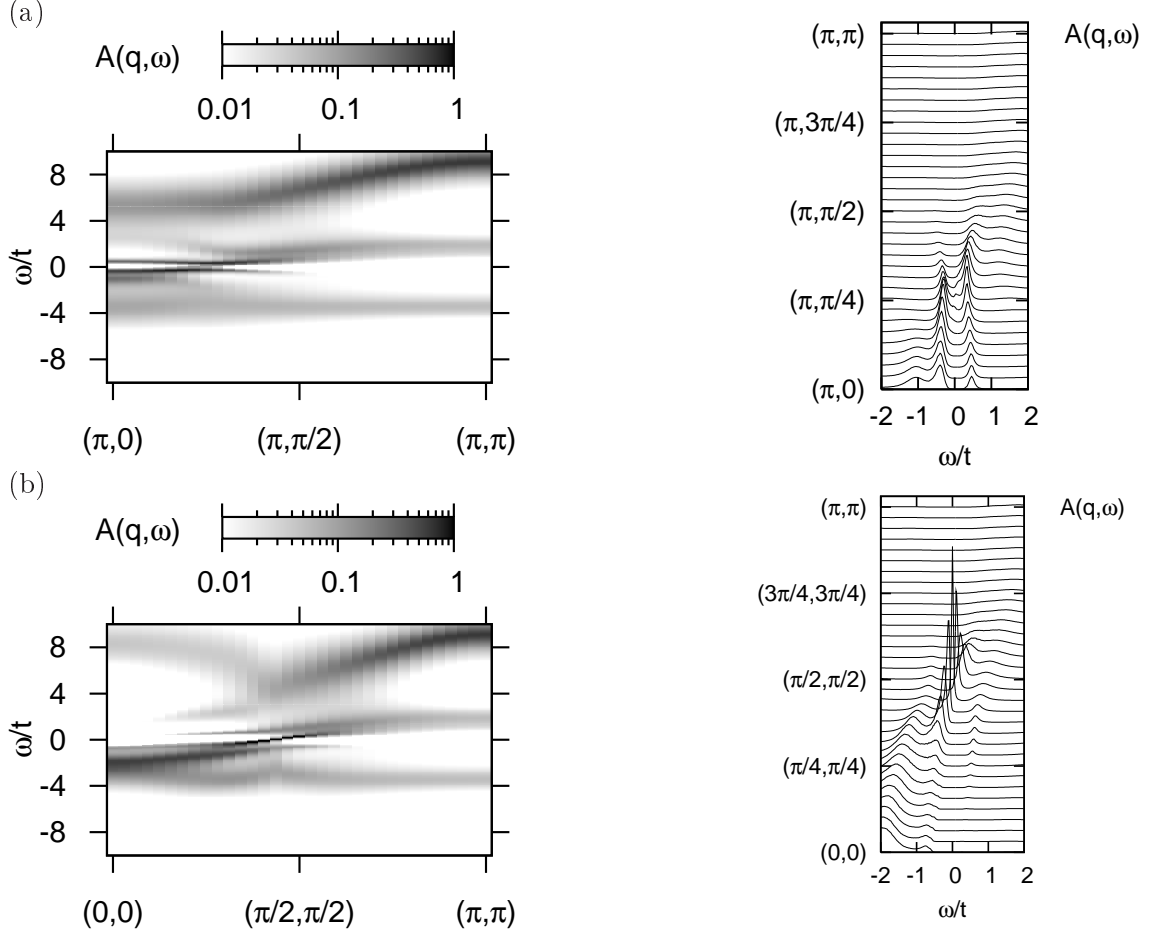 (a)
A(q,ω)
0.01 0.1 1
ω/t
8
4
0
-4
-8
(π,0) (π,π/2) (π,π)
A(q,ω)
(π,π)
(π,3π/4)
(π,π/2)
(π,π/4)
(π,0)
-2 -1 0 1 2
ω/t
(b)
A(q,ω)
0.01 0.1 1
ω/t
8
4
0
-4
-8
(0,0) (π/2,π/2) (π,π)
A(q,ω)
(π,π)
(3π/4,3π/4)
(π/2,π/2)
(π/4,π/4)
(0,0)
-2 -1 0 1 2
ω/t